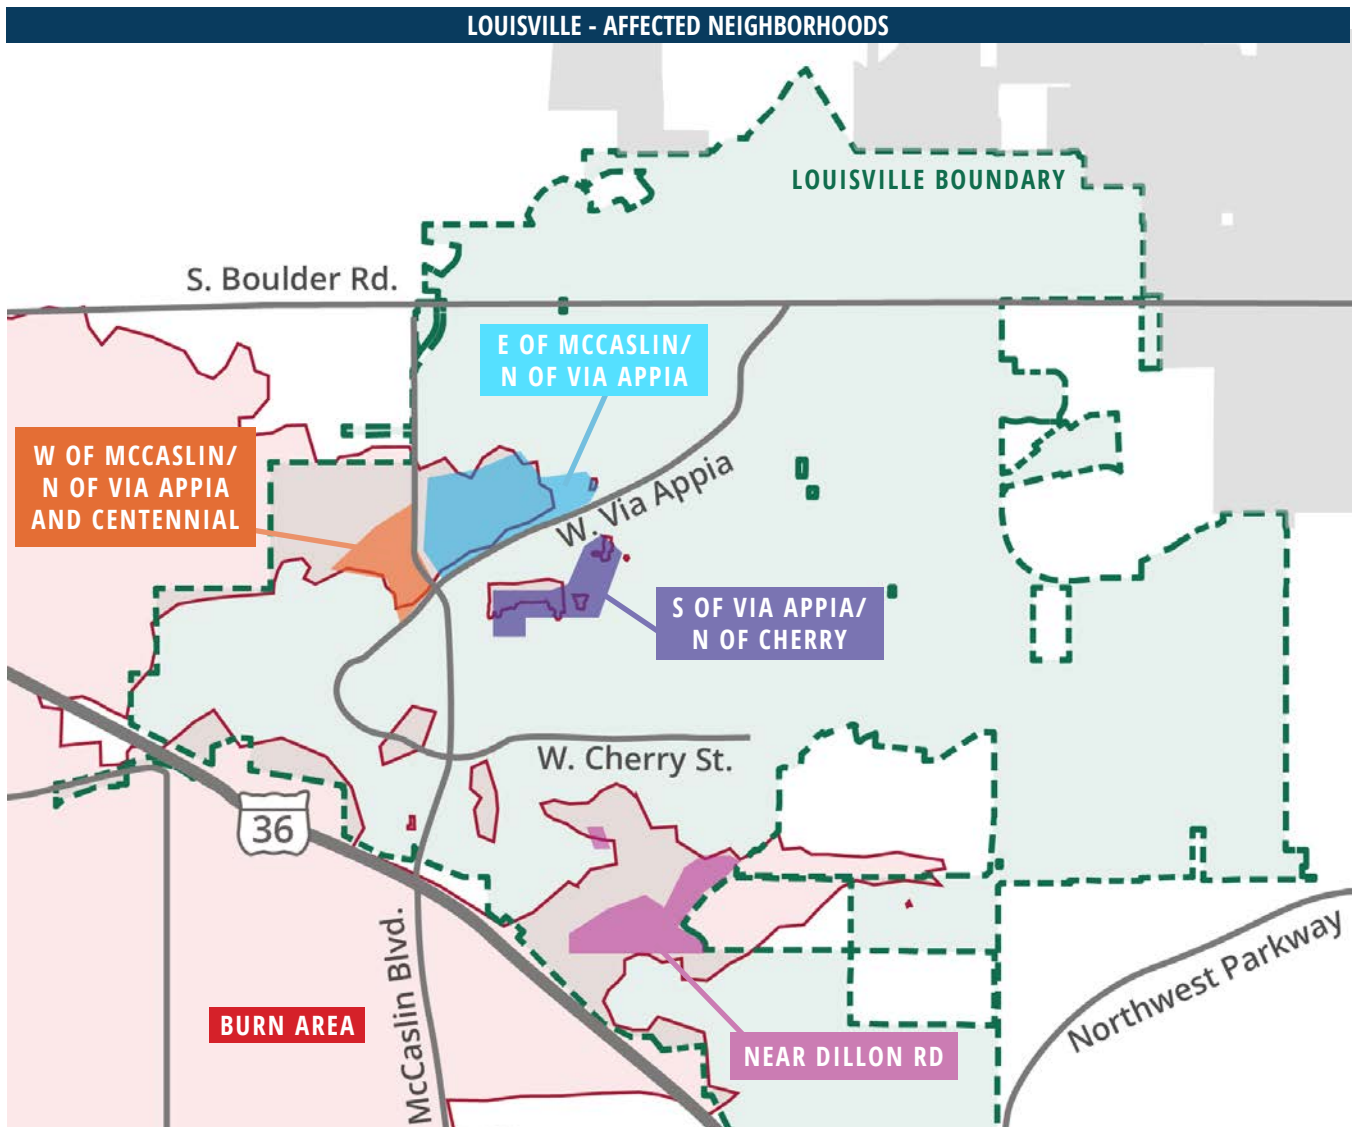 LOUISVILLE - AFFECTED NEIGHBORHOODS
LOUISVILLE BOUNDARY
S. Boulder Rd.
E OF MCCASLIN/
N OF VIA APPIA
W OF MCCASLIN/
N OF VIA APPIA
AND CENTENNIAL
W. Via Appia
S OF VIA APPIA/
N OF CHERRY
W. Cherry St.
36
McCaslin Blvd.
BURN AREA
NEAR DILLON RD
Northwest Parkway